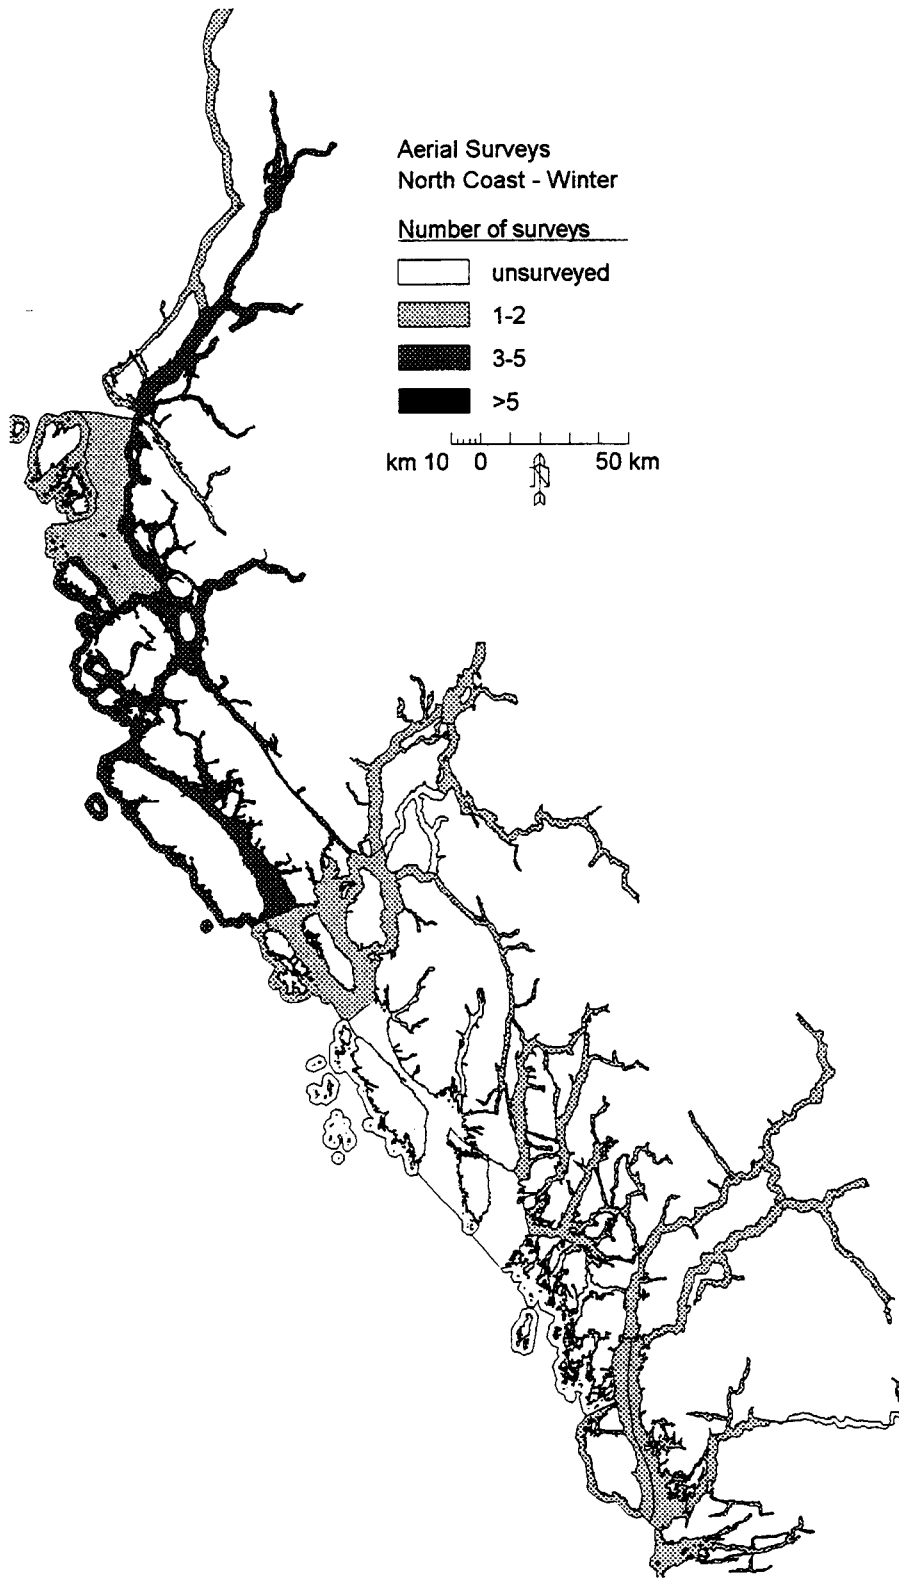 Aerial Surveys
North Coast - Winter
Number of surveys
unsurveyed
1-2
3-5
>5
km 10 0 50 km
N